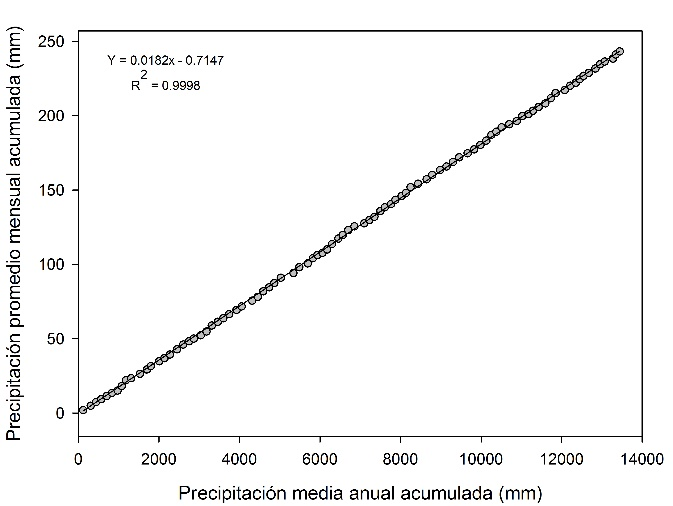 Y = 0.0182x - 0.7147
R2 = 0.9998
250
200
150
100
50
0
Precipitación promedio mensual acumulada (mm)
0 2000 4000 6000 8000 10000 12000 14000
Precipitación media anual acumulada (mm)